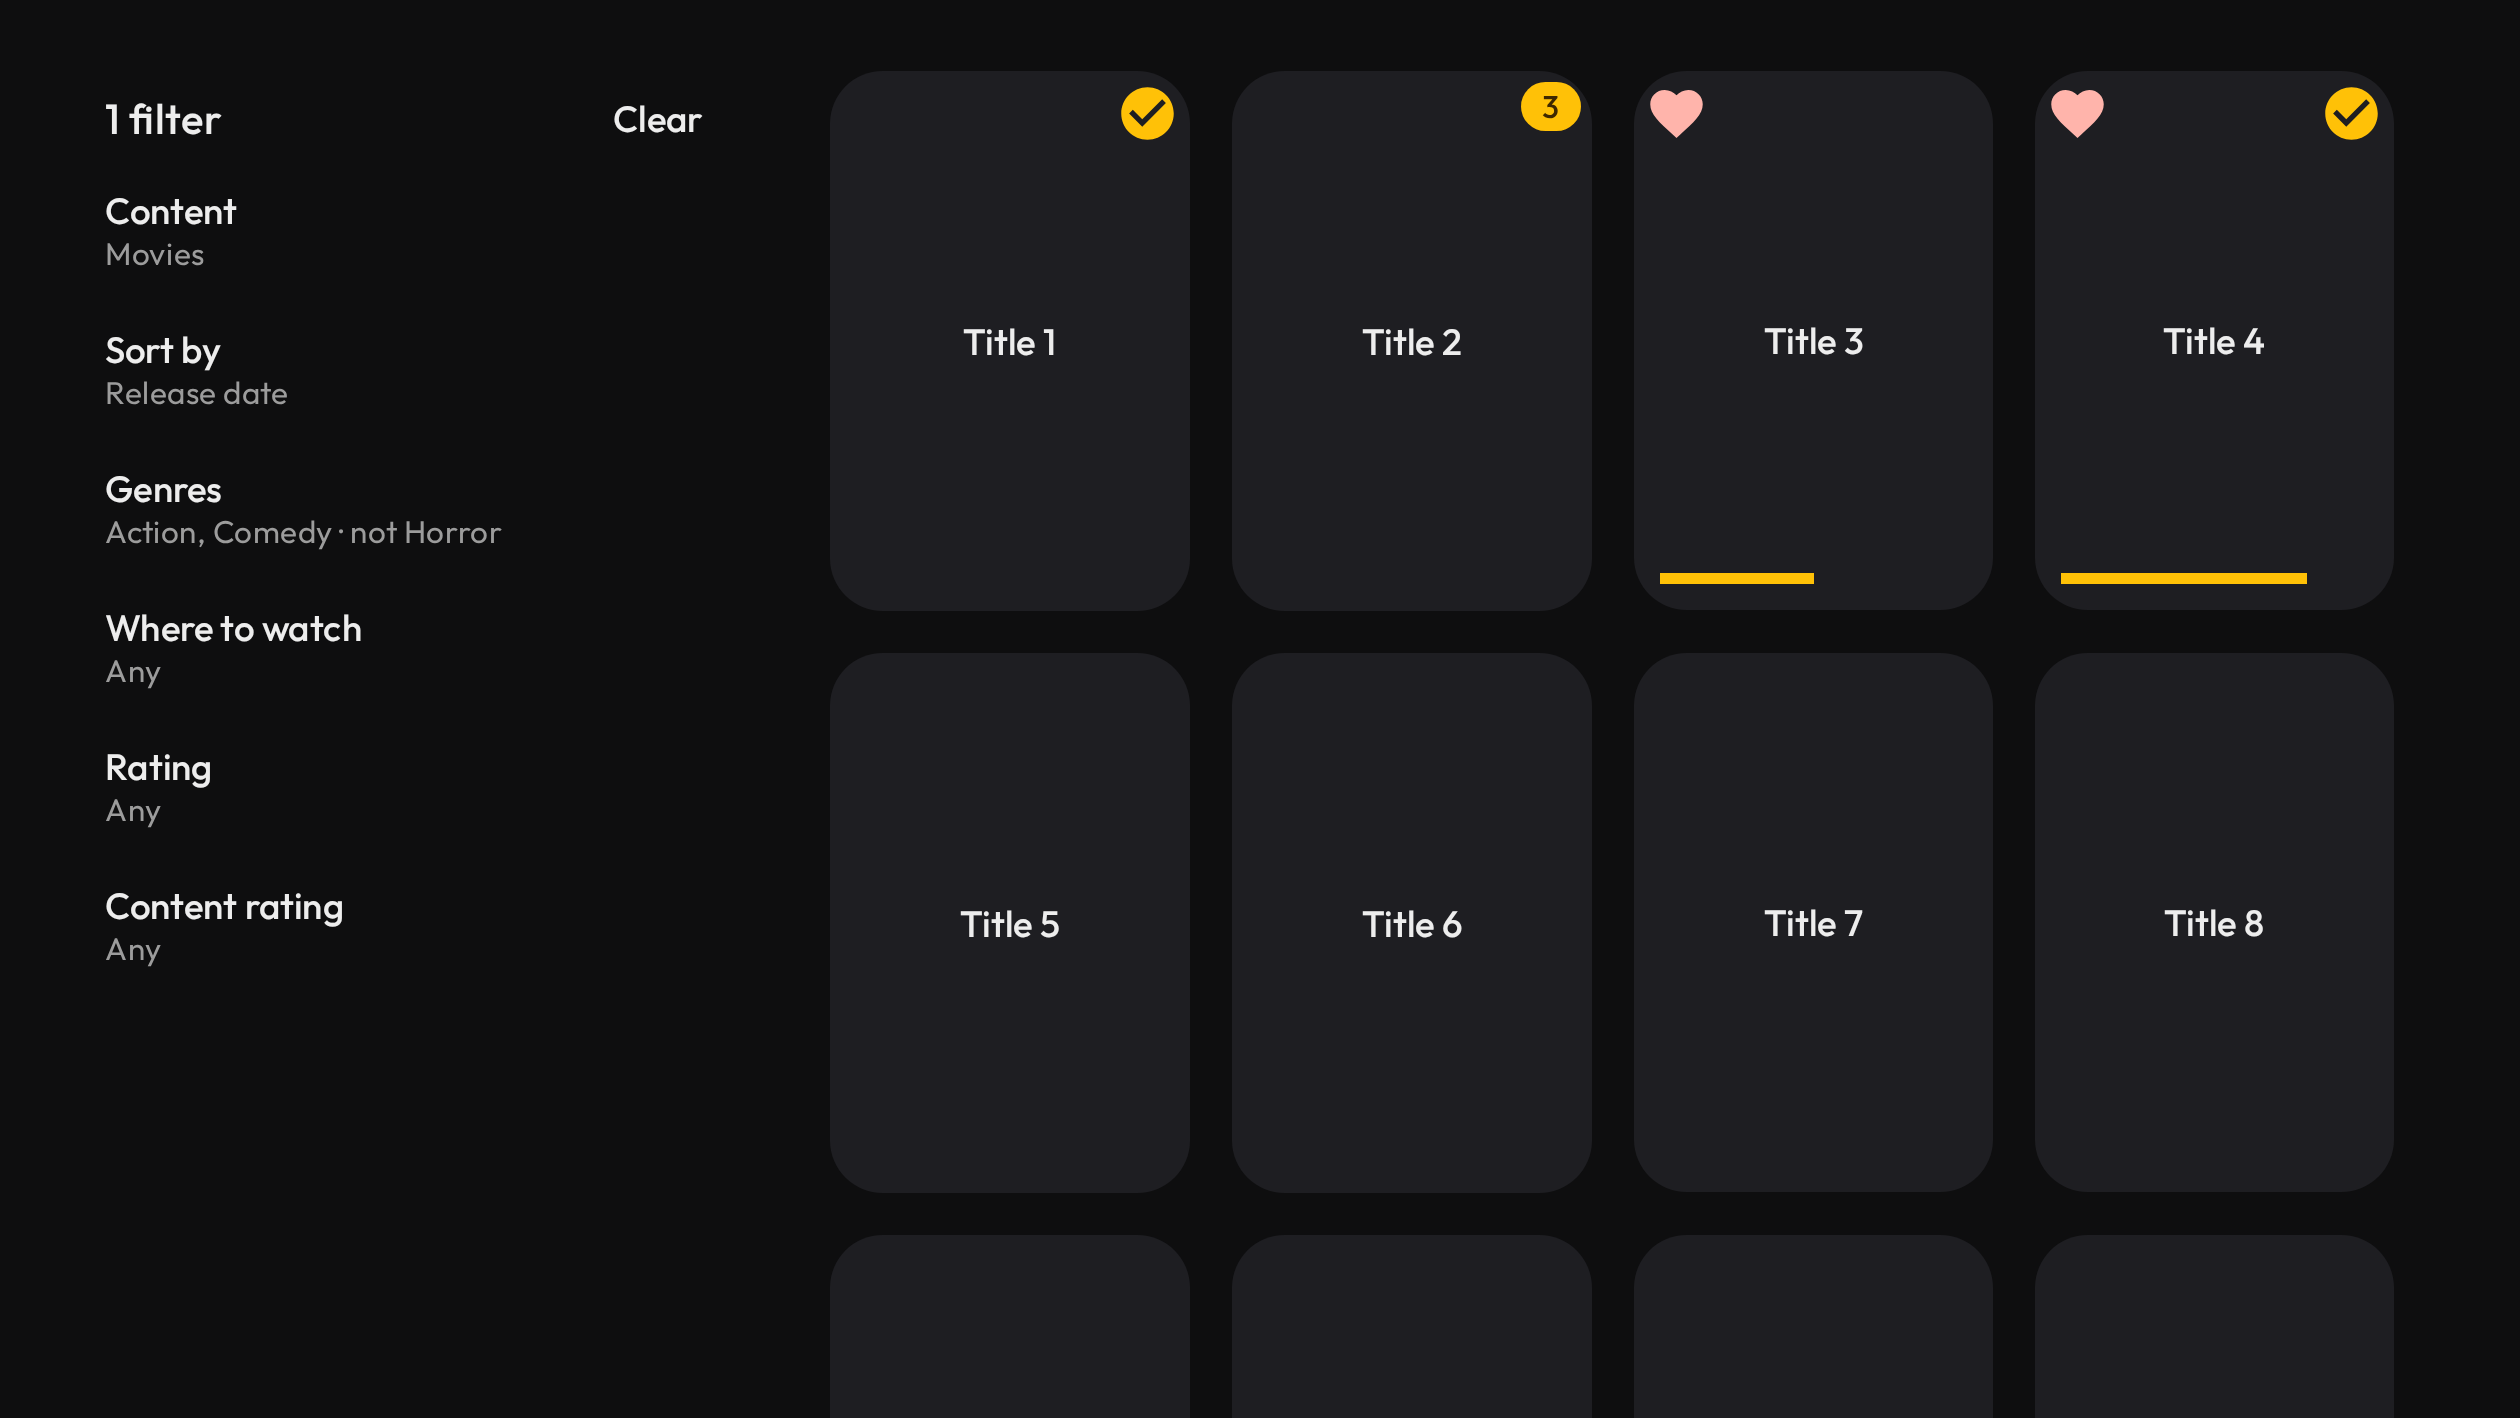 1 filter
Clear
Content
Movies
Sort by
Release date
Genres
Action, Comedy · not Horror
Where to watch
Any
Rating
Any
Content rating
Any
Title 1
3
Title 2
Title 3
Title 4
Title 5
Title 6
Title 7
Title 8